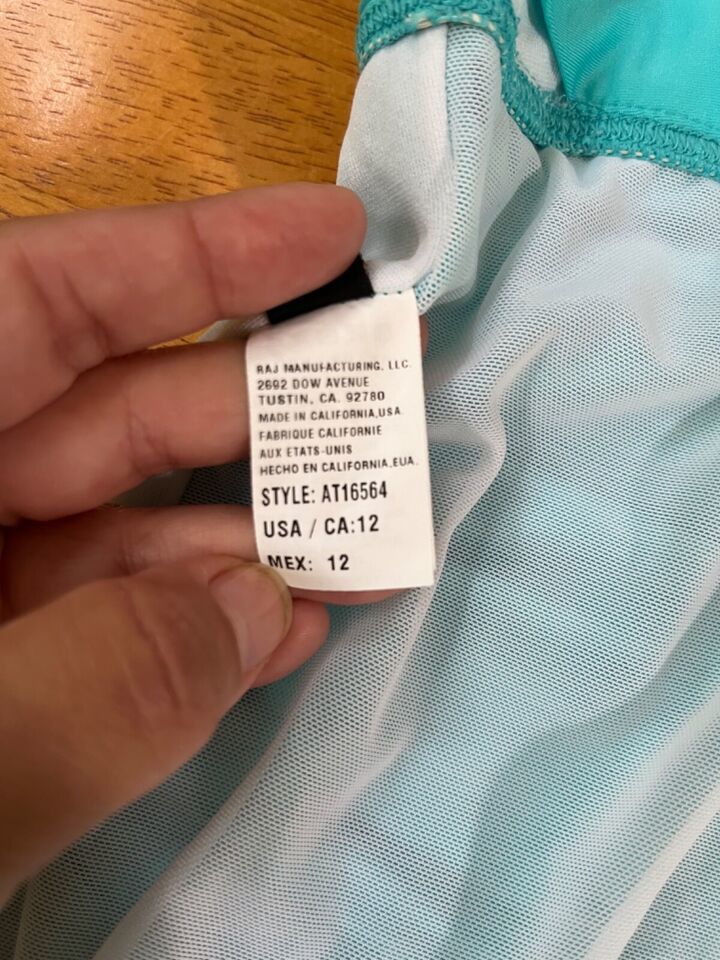 RAJ MANUFACTURING. LLC.
2692 DOW AVENUE
TUSTIN, CA. 92780
MADE IN CALIFORNIA,USA.
FABRIQUE CALIFORNIE
AUX ETATS-UNIS
HECHO EN CALIFORNIA.EUA.
STYLE: AT16564
USA / CA:12
MEX: 12